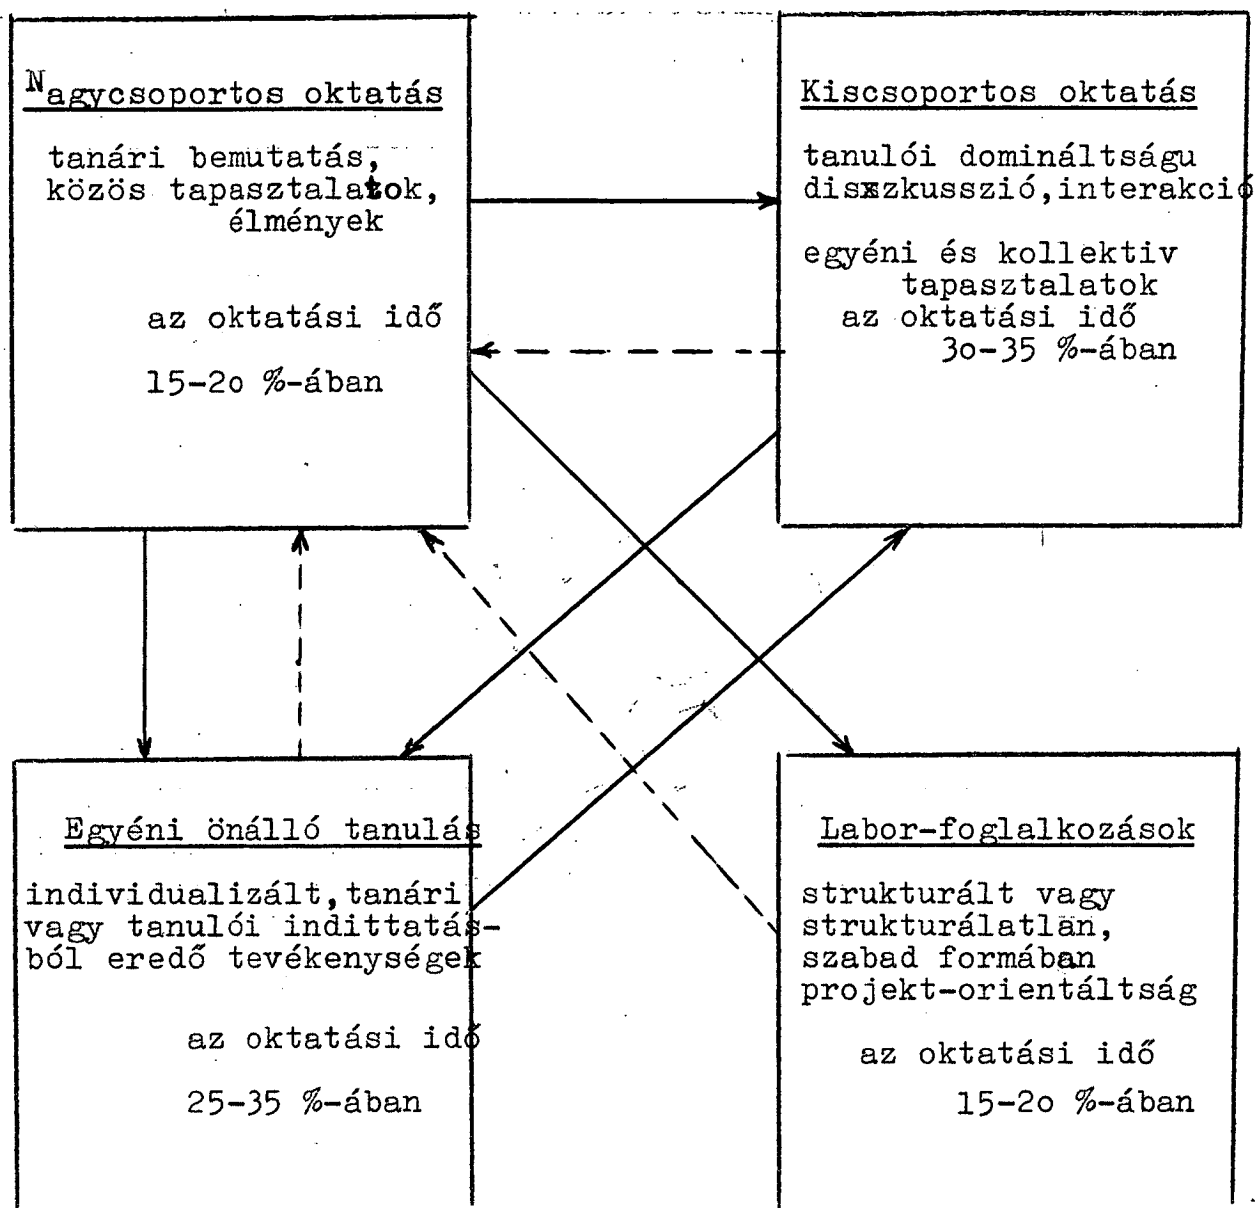 Nagycsoportos oktatás
tanári bemutatás,
közös tapasztalatok,
élmények
az oktatási idő
15-2o %-ában
Kiscsoportos oktatás
tanulói domináltságu
disxzkusszió,interakció
egyéni és kollektiv
tapasztalatok
az oktatási idő
3o-35 %-ában
Egyéni önálló tanulás
individualizált,tanári
vagy tanulói indittatás-
ból eredő tevékenységek
az oktatási idő
25-35 %-ában
Labor-foglalkozások
strukturált vagy
strukturálatlan,
szabad formában
projekt-orientáltság
az oktatási idő
15-2o %-ában